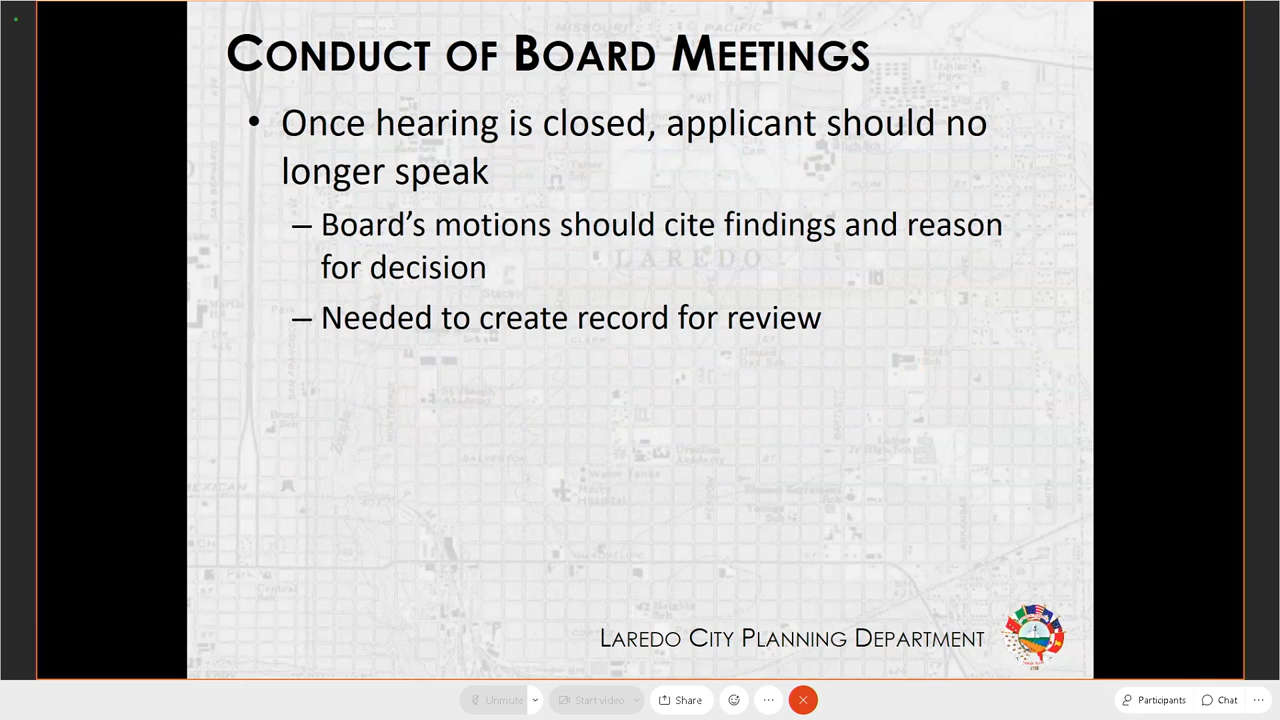 CONDUCT OF BOARD MEETINGS
• Once hearing is closed, applicant should no
longer speak
– Board's motions should cite findings and reason
for decision
– Needed to create record for review
LAREDO
LAREDO CITY PLANNING DEPARTMENT
Unmute
Start video
Share
Participants
Chat